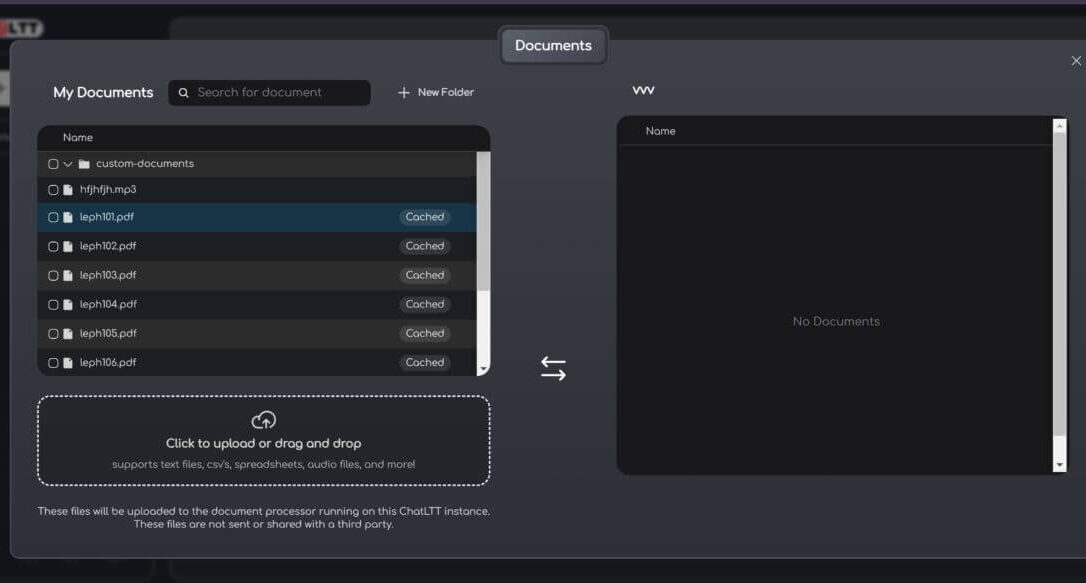 LTT
Documents
My Documents
Search for document
New Folder
vvv
Name
Name
custom-documents
hfjhfjh.mp3
leph101.pdf Cached
leph102.pdf Cached
leph103.pdf Cached
leph104.pdf Cached
leph105.pdf Cached
leph106.pdf Cached
No Documents
Click to upload or drag and drop
supports text files, csv's, spreadsheets, audio files, and more!
These files will be uploaded to the document processor running on this ChatLTT instance.
These files are not sent or shared with a third party.